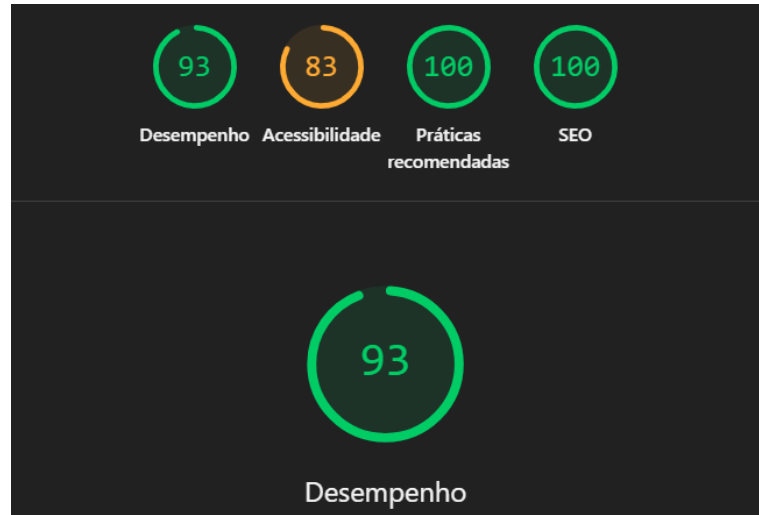 93 83 100 100
Desempenho Acessibilidade Práticas SEO
recomendadas
93
Desempenho